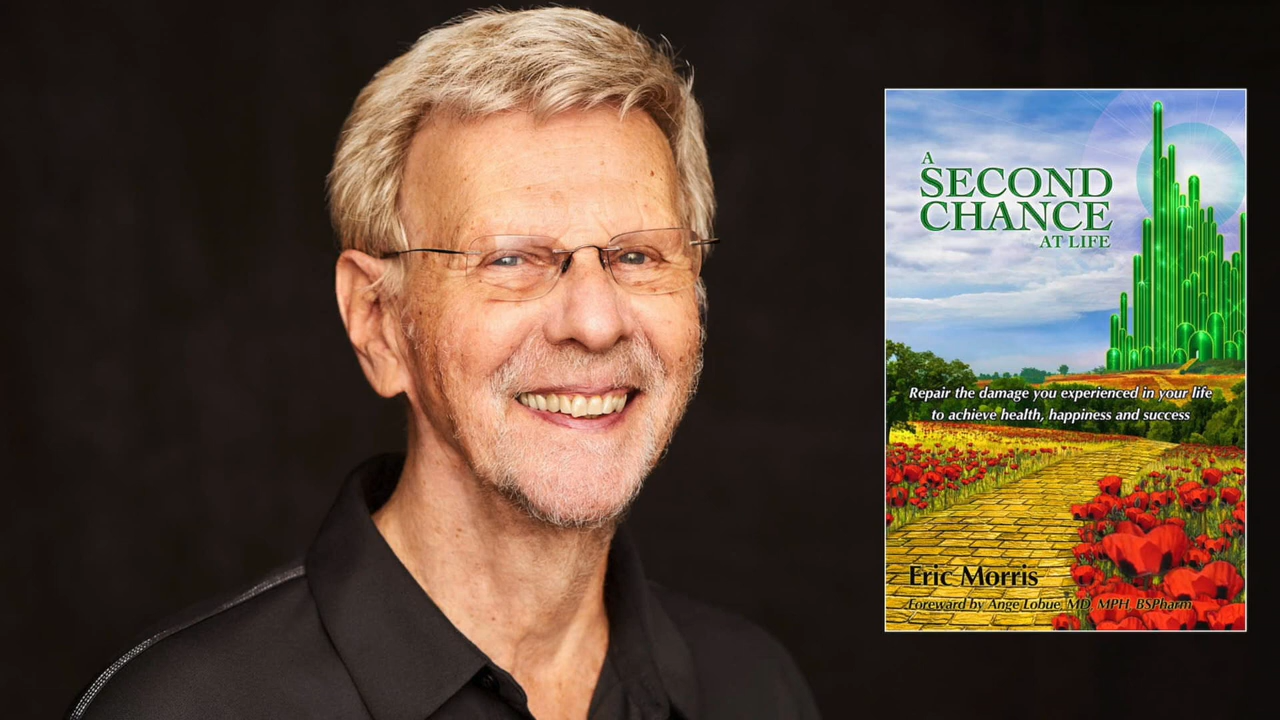 A
SECOND
CHANCE
AT LIFE
Repair the damage you experienced in your life
to achieve health, happiness and success
Eric Morris
Foreward by Ange Lobue, MD, MPH, BSPharm